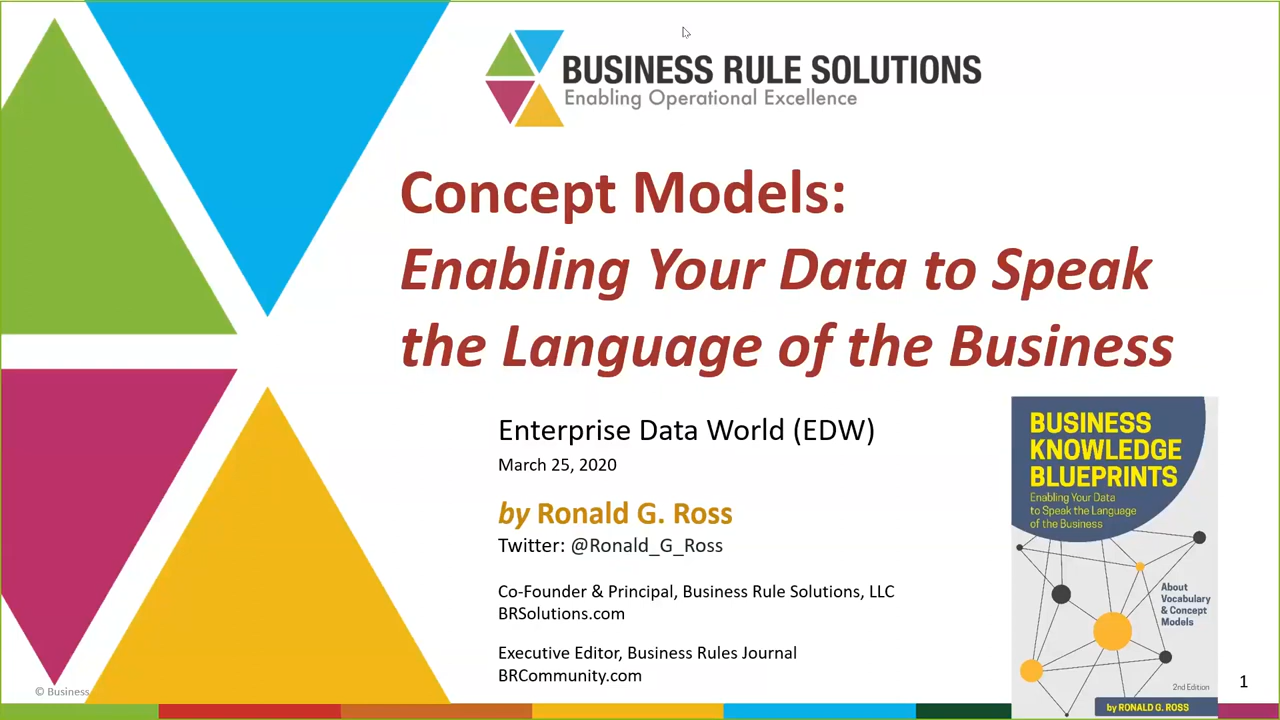 BUSINESS RULE SOLUTIONS
Enabling Operational Excellence
Concept Models:
Enabling Your Data to Speak
the Language of the Business
Enterprise Data World (EDW)
March 25, 2020
by Ronald G. Ross
Twitter: @Ronald_G_Ross
Co-Founder & Principal, Business Rule Solutions, LLC
BRSolutions.com
Executive Editor, Business Rules Journal
BRCommunity.com
BUSINESS
KNOWLEDGE
BLUEPRINTS
Enabling Your Data
to Speak the Language
of the Business
About
Vocabulary
& Concept
Models
2nd Edition
by RONALD G. ROSS
© Business
1